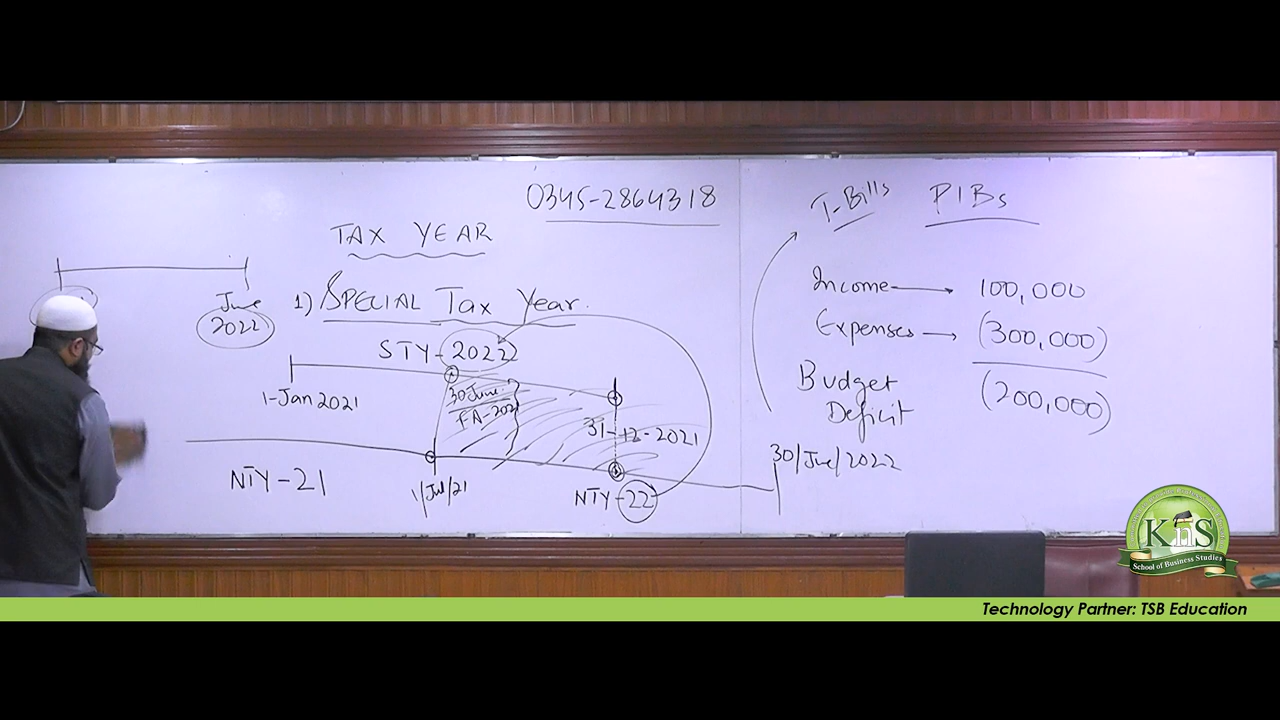 0345-2864318
TAX YEAR
June
2022
1) SPECIAL Tax Year.
STY-2022
1-Jan 2021
30 June
FA-2021
31-12-2021
NTY-21
1/Jul/21
NTY-22
30/June/2022
T-Bills PIBs
Income → 100,000
Expenses → (300,000)
Budget Deficit (200,000)
KnS
School of Business Studies
Technology Partner: TSB Education